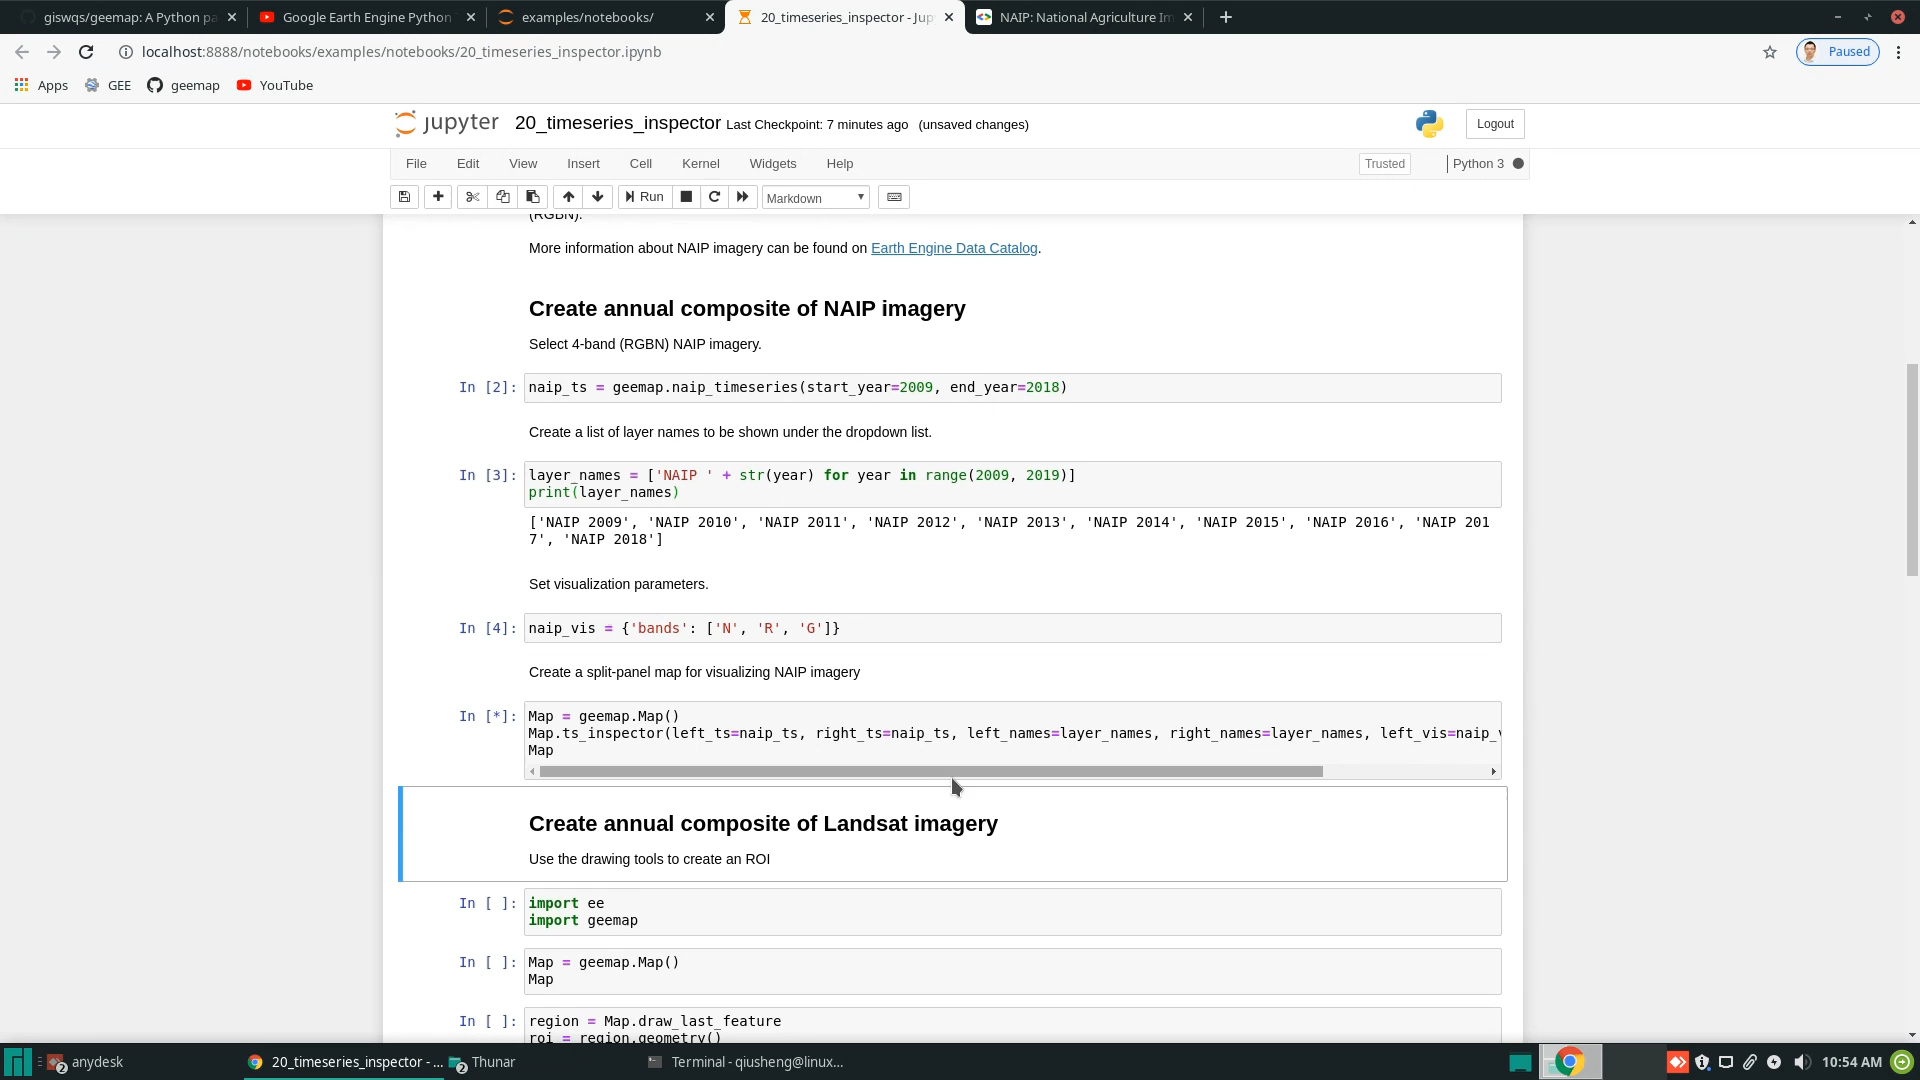 giswqs/geemap: A Python pa
Google Earth Engine Python
examples/notebooks/
20_timeseries_inspector - Jup
NAIP: National Agriculture Im
localhost:8888/notebooks/examples/notebooks/20_timeseries_inspector.ipynb
Paused
Apps
GEE
geemap
YouTube
jupyter
20_timeseries_inspector
Last Checkpoint: 7 minutes ago
(unsaved changes)
Logout
File
Edit
View
Insert
Cell
Kernel
Widgets
Help
Trusted
Python 3
Run
Markdown
(RGBN).
More information about NAIP imagery can be found on Earth Engine Data Catalog.
Create annual composite of NAIP imagery
Select 4-band (RGBN) NAIP imagery.
In [2]: naip_ts = geemap.naip_timeseries(start_year=2009, end_year=2018)
Create a list of layer names to be shown under the dropdown list.
In [3]: layer_names = ['NAIP ' + str(year) for year in range(2009, 2019)]
print(layer_names)
['NAIP 2009', 'NAIP 2010', 'NAIP 2011', 'NAIP 2012', 'NAIP 2013', 'NAIP 2014', 'NAIP 2015', 'NAIP 2016', 'NAIP 201
7', 'NAIP 2018']
Set visualization parameters.
In [4]: naip_vis = {'bands': ['N', 'R', 'G']}
Create a split-panel map for visualizing NAIP imagery
In [*]: Map = geemap.Map()
Map.ts_inspector(left_ts=naip_ts, right_ts=naip_ts, left_names=layer_names, right_names=layer_names, left_vis=naip_v
Map
Create annual composite of Landsat imagery
Use the drawing tools to create an ROI
In [ ]: import ee
import geemap
In [ ]: Map = geemap.Map()
Map
In [ ]: region = Map.draw_last_feature
roi = region.geometry()
2
anydesk
20_timeseries_inspector - ...
2
Thunar
Terminal - qiusheng@linux...
10:54 AM